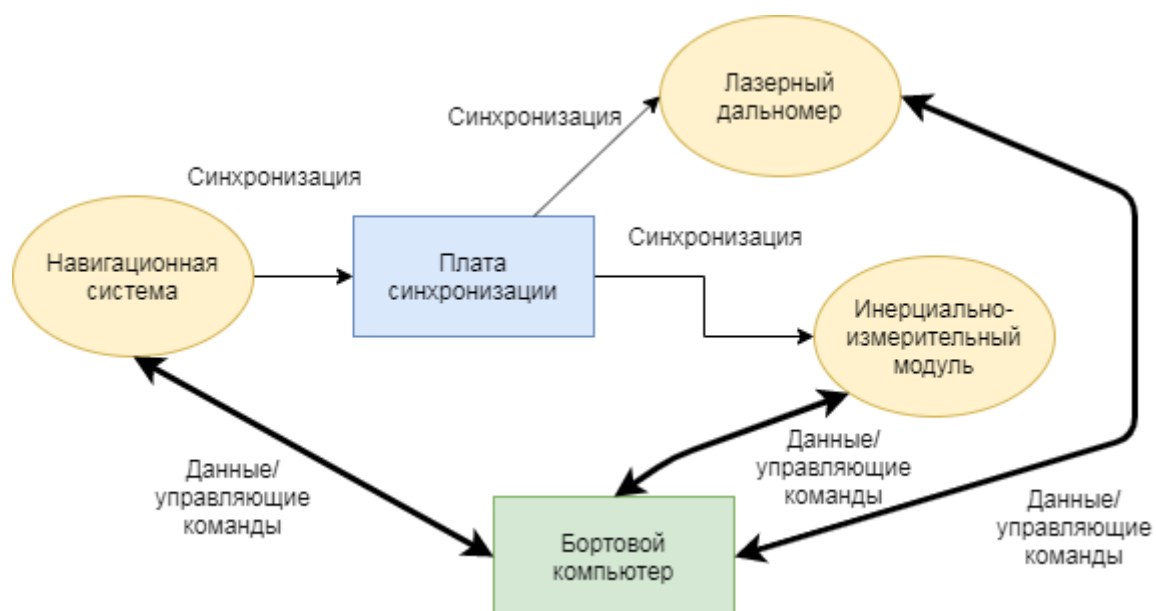 Лазерный
дальномер
Синхронизация
Синхронизация
Навигационная
система
Плата
синхронизации
Синхронизация
Инерциально-
измерительный
модуль
Данные/
управляющие
команды
Данные/
управляющие
команды
Данные/
управляющие
команды
Бортовой
компьютер